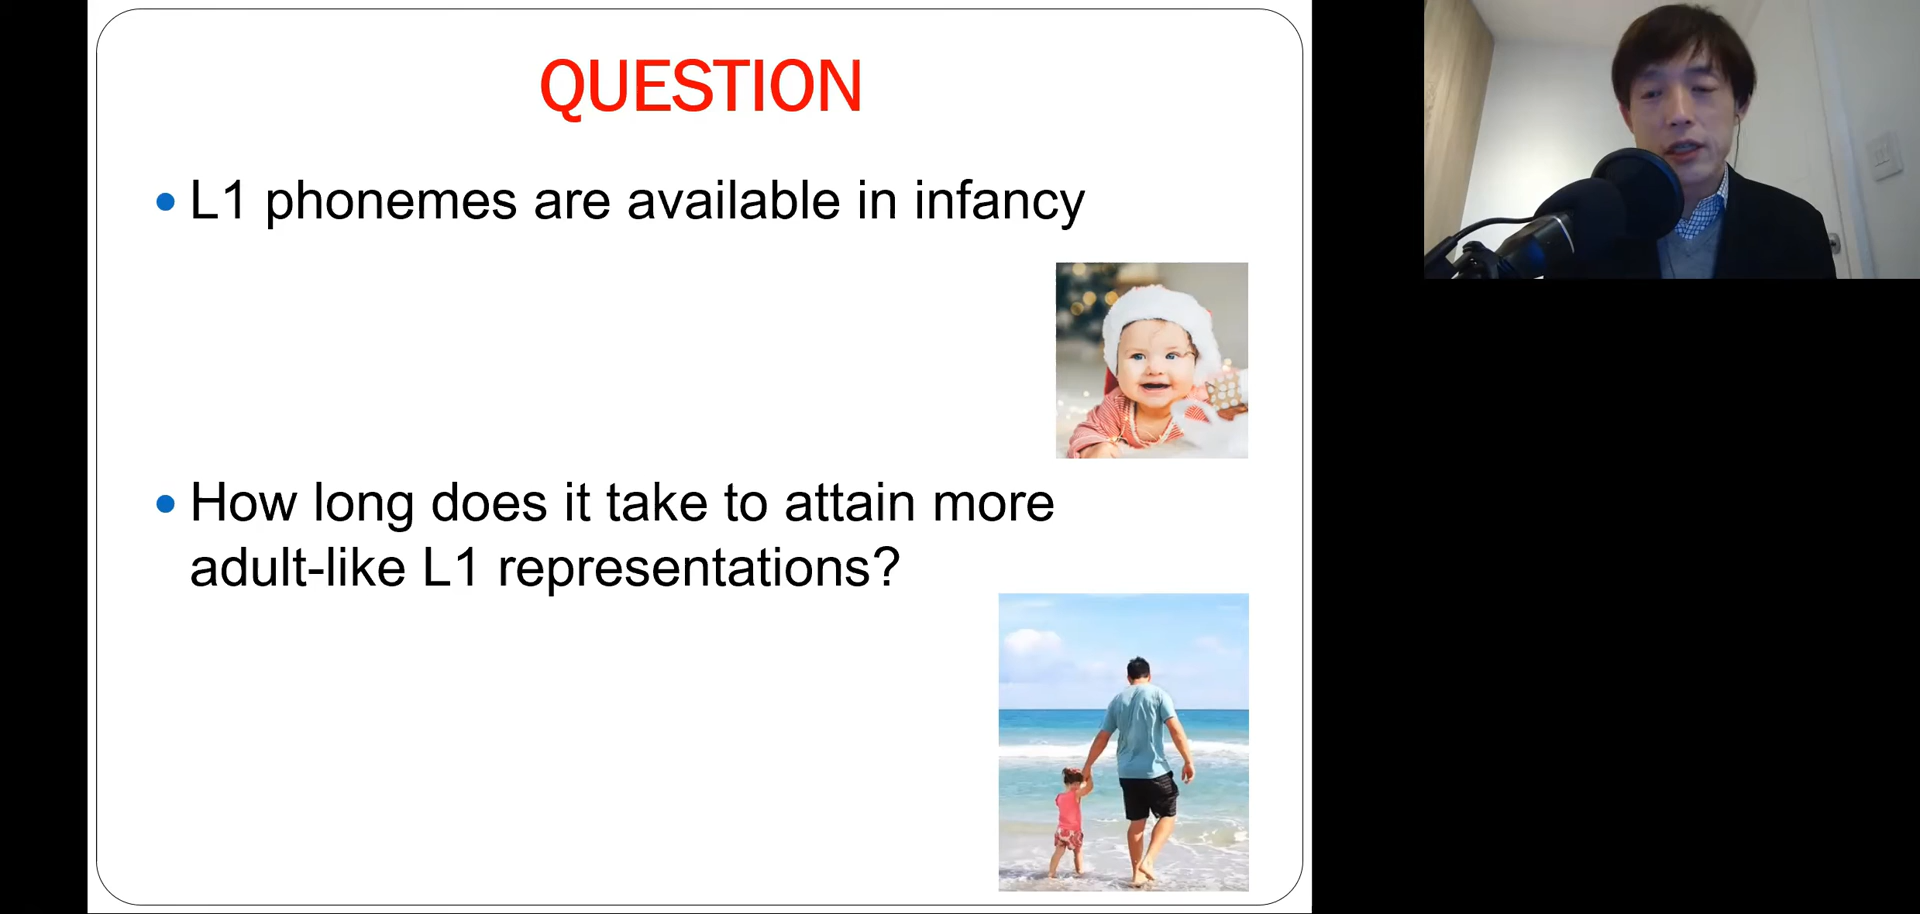 QUESTION
• L1 phonemes are available in infancy
• How long does it take to attain more
adult-like L1 representations?